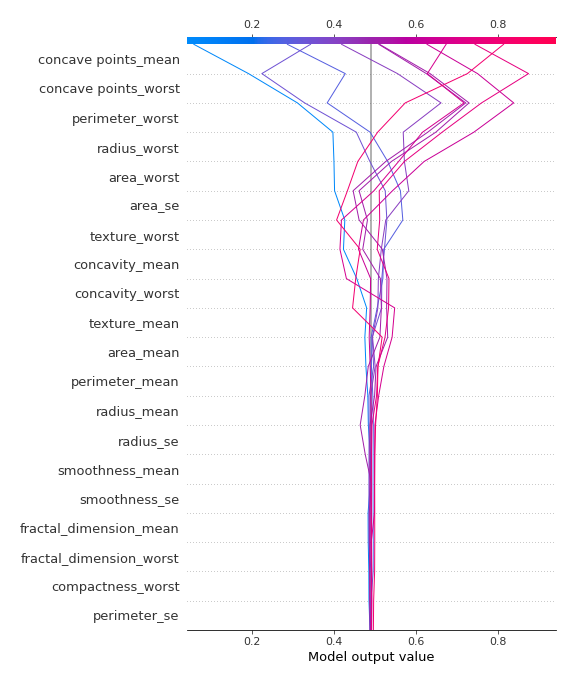 0.2 0.4 0.6 0.8
concave points_mean
concave points_worst
perimeter_worst
radius_worst
area_worst
area_se
texture_worst
concavity_mean
concavity_worst
texture_mean
area_mean
perimeter_mean
radius_mean
radius_se
smoothness_mean
smoothness_se
fractal_dimension_mean
fractal_dimension_worst
compactness_worst
perimeter_se
0.2 0.4 0.6 0.8
Model output value